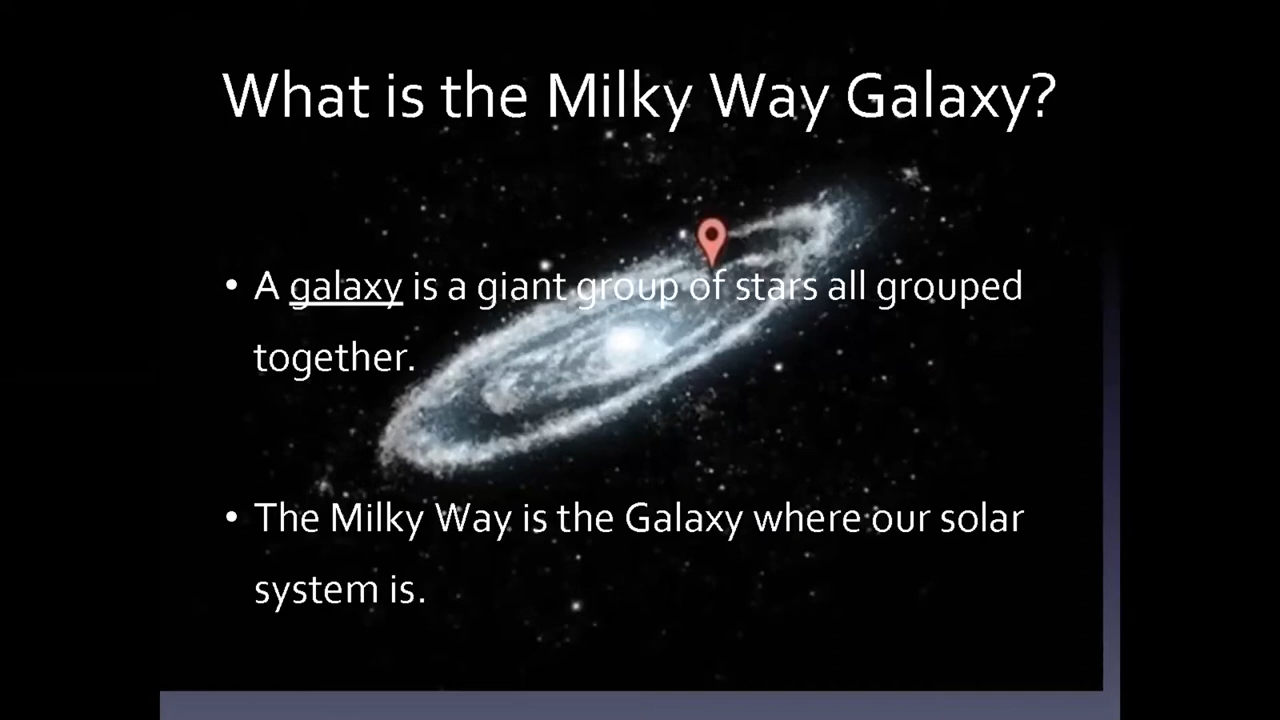 What is the Milky Way Galaxy?
• A galaxy is a giant group of stars all grouped
together.
• The Milky Way is the Galaxy where our solar
system is.